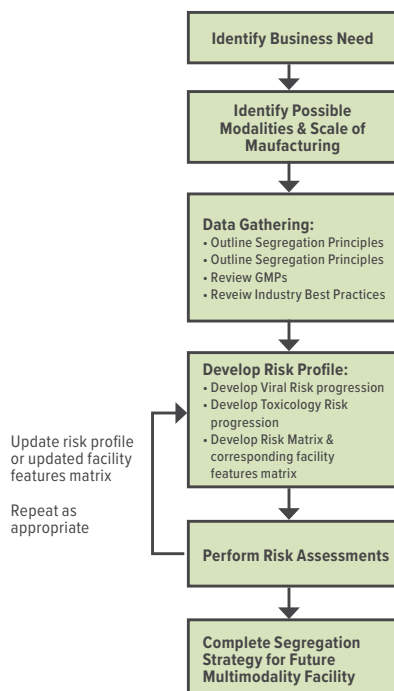 Identify Business Need
Identify Possible
Modalities & Scale of
Maufacturing
Data Gathering:
• Outline Segregation Principles
• Outline Segregation Principles
• Review GMPs
• Reveiw Industry Best Practices
Develop Risk Profile:
• Develop Viral Risk progression
• Develop Toxicology Risk
progression
• Develop Risk Matrix &
corresponding facility
features matrix
Update risk profile
or updated facility
features matrix
Repeat as
appropriate
Perform Risk Assessments
Complete Segregation
Strategy for Future
Multimodality Facility